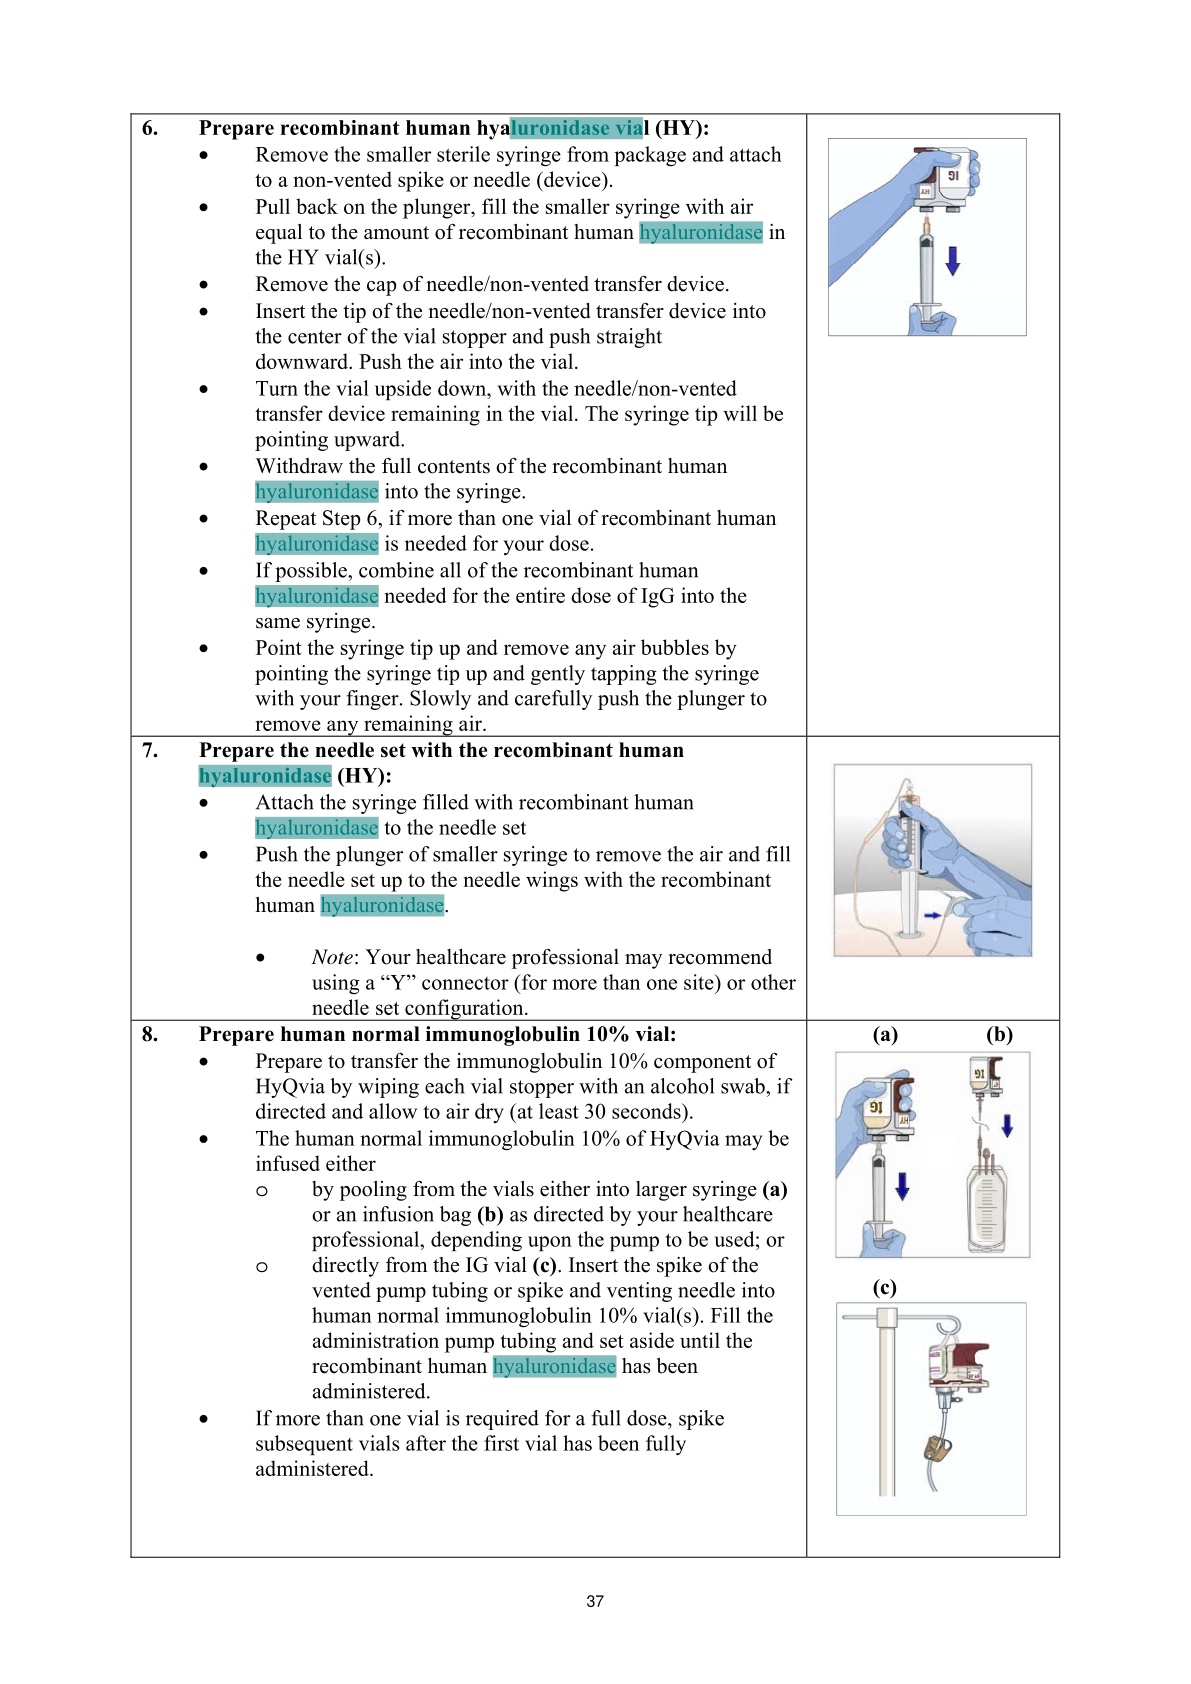 6. Prepare recombinant human hyaluronidase vial (HY):
• Remove the smaller sterile syringe from package and attach
to a non-vented spike or needle (device).
• Pull back on the plunger, fill the smaller syringe with air
equal to the amount of recombinant human hyaluronidase in
the HY vial(s).
• Remove the cap of needle/non-vented transfer device.
• Insert the tip of the needle/non-vented transfer device into
the center of the vial stopper and push straight
downward. Push the air into the vial.
• Turn the vial upside down, with the needle/non-vented
transfer device remaining in the vial. The syringe tip will be
pointing upward.
• Withdraw the full contents of the recombinant human
hyaluronidase into the syringe.
• Repeat Step 6, if more than one vial of recombinant human
hyaluronidase is needed for your dose.
• If possible, combine all of the recombinant human
hyaluronidase needed for the entire dose of IgG into the
same syringe.
• Point the syringe tip up and remove any air bubbles by
pointing the syringe tip up and gently tapping the syringe
with your finger. Slowly and carefully push the plunger to
remove any remaining air.
IG
HY
7. Prepare the needle set with the recombinant human
hyaluronidase (HY):
• Attach the syringe filled with recombinant human
hyaluronidase to the needle set
• Push the plunger of smaller syringe to remove the air and fill
the needle set up to the needle wings with the recombinant
human hyaluronidase.
• Note: Your healthcare professional may recommend
using a “Y” connector (for more than one site) or other
needle set configuration.
8. Prepare human normal immunoglobulin 10% vial:
• Prepare to transfer the immunoglobulin 10% component of
HyQvia by wiping each vial stopper with an alcohol swab, if
directed and allow to air dry (at least 30 seconds).
• The human normal immunoglobulin 10% of HyQvia may be
infused either
o by pooling from the vials either into larger syringe (a)
or an infusion bag (b) as directed by your healthcare
professional, depending upon the pump to be used; or
o directly from the IG vial (c). Insert the spike of the
vented pump tubing or spike and venting needle into
human normal immunoglobulin 10% vial(s). Fill the
administration pump tubing and set aside until the
recombinant human hyaluronidase has been
administered.
• If more than one vial is required for a full dose, spike
subsequent vials after the first vial has been fully
administered.
(a) (b)
IG
HY
IG
(c)
37